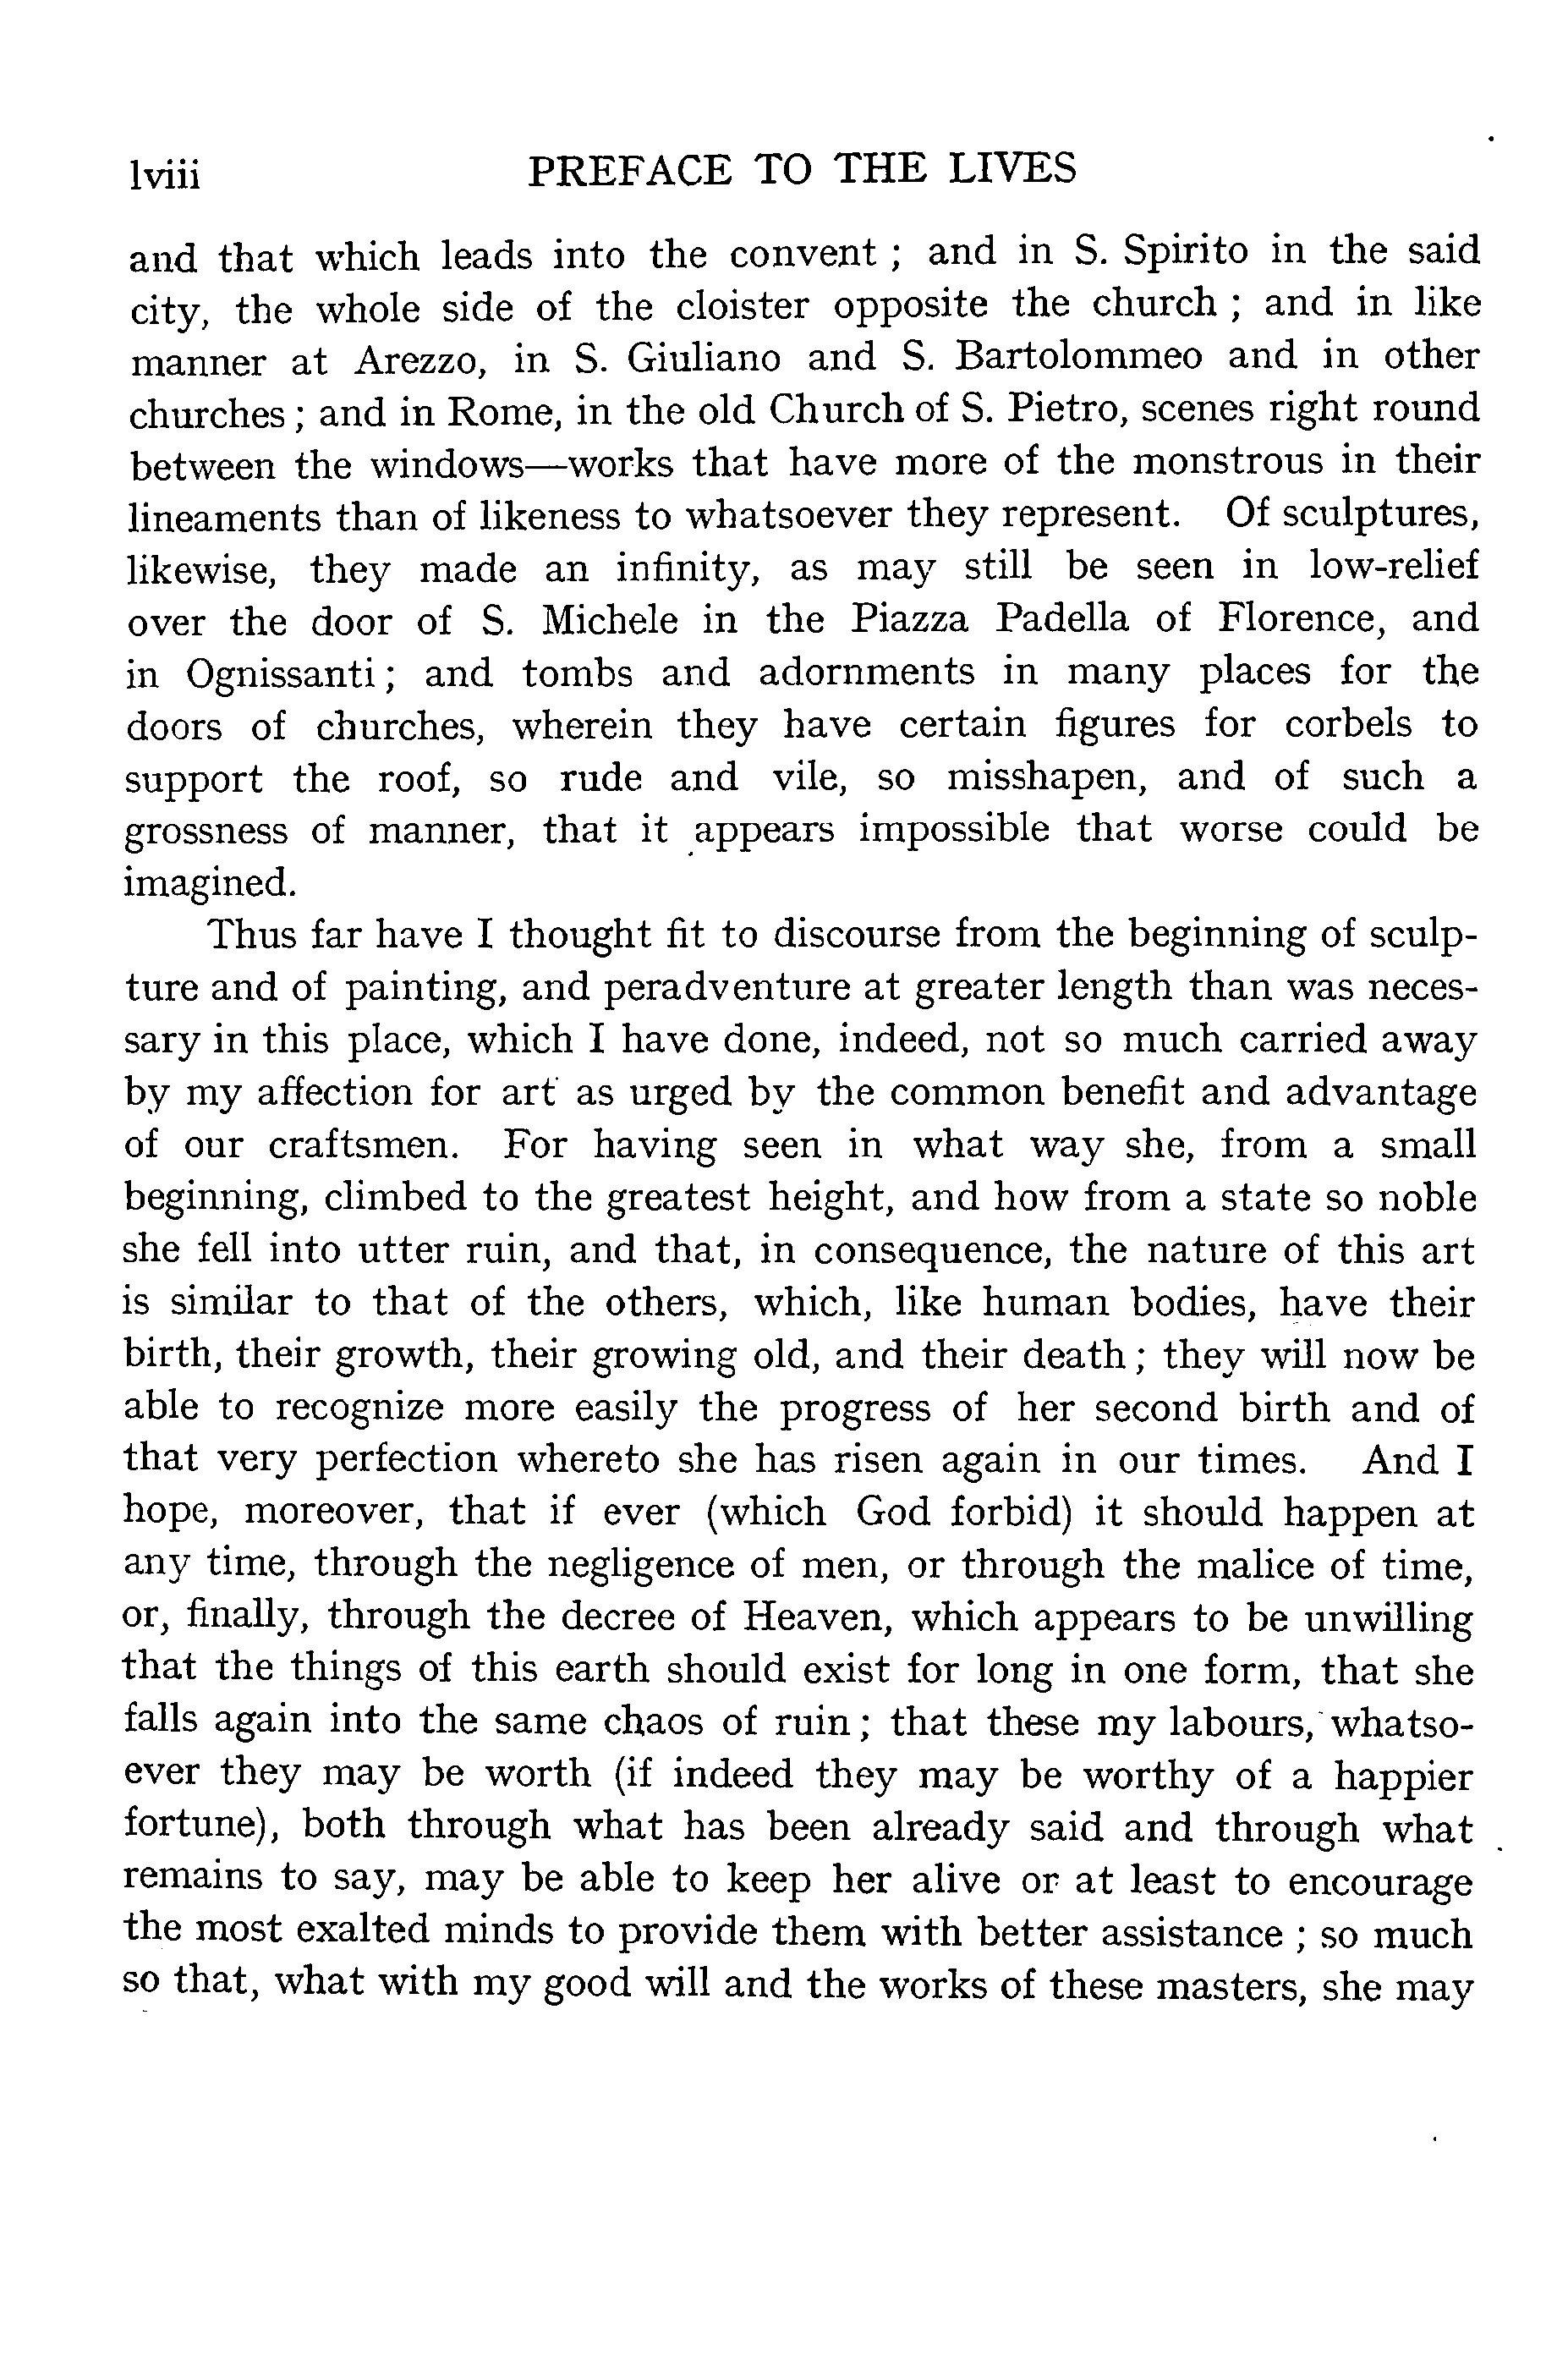 lviii PREFACE TO THE LIVES
and that which leads into the convent ; and in S. Spirito in the said
city, the whole side of the cloister opposite the church ; and in like
manner at Arezzo, in S. Giuliano and S. Bartolommeo and in other
churches ; and in Rome, in the old Church of S. Pietro, scenes right round
between the windows—works that have more of the monstrous in their
lineaments than of likeness to whatsoever they represent. Of sculptures,
likewise, they made an infinity, as may still be seen in low-relief
over the door of S. Michele in the Piazza Padella of Florence, and
in Ognissanti ; and tombs and adornments in many places for the
doors of churches, wherein they have certain figures for corbels to
support the roof, so rude and vile, so misshapen, and of such a
grossness of manner, that it appears impossible that worse could be
imagined.
Thus far have I thought fit to discourse from the beginning of sculp-
ture and of painting, and peradventure at greater length than was neces-
sary in this place, which I have done, indeed, not so much carried away
by my affection for art as urged by the common benefit and advantage
of our craftsmen. For having seen in what way she, from a small
beginning, climbed to the greatest height, and how from a state so noble
she fell into utter ruin, and that, in consequence, the nature of this art
is similar to that of the others, which, like human bodies, have their
birth, their growth, their growing old, and their death ; they will now be
able to recognize more easily the progress of her second birth and of
that very perfection whereto she has risen again in our times. And I
hope, moreover, that if ever (which God forbid) it should happen at
any time, through the negligence of men, or through the malice of time,
or, finally, through the decree of Heaven, which appears to be unwilling
that the things of this earth should exist for long in one form, that she
falls again into the same chaos of ruin ; that these my labours, whatso-
ever they may be worth (if indeed they may be worthy of a happier
fortune), both through what has been already said and through what
remains to say, may be able to keep her alive or at least to encourage
the most exalted minds to provide them with better assistance ; so much
so that, what with my good will and the works of these masters, she may